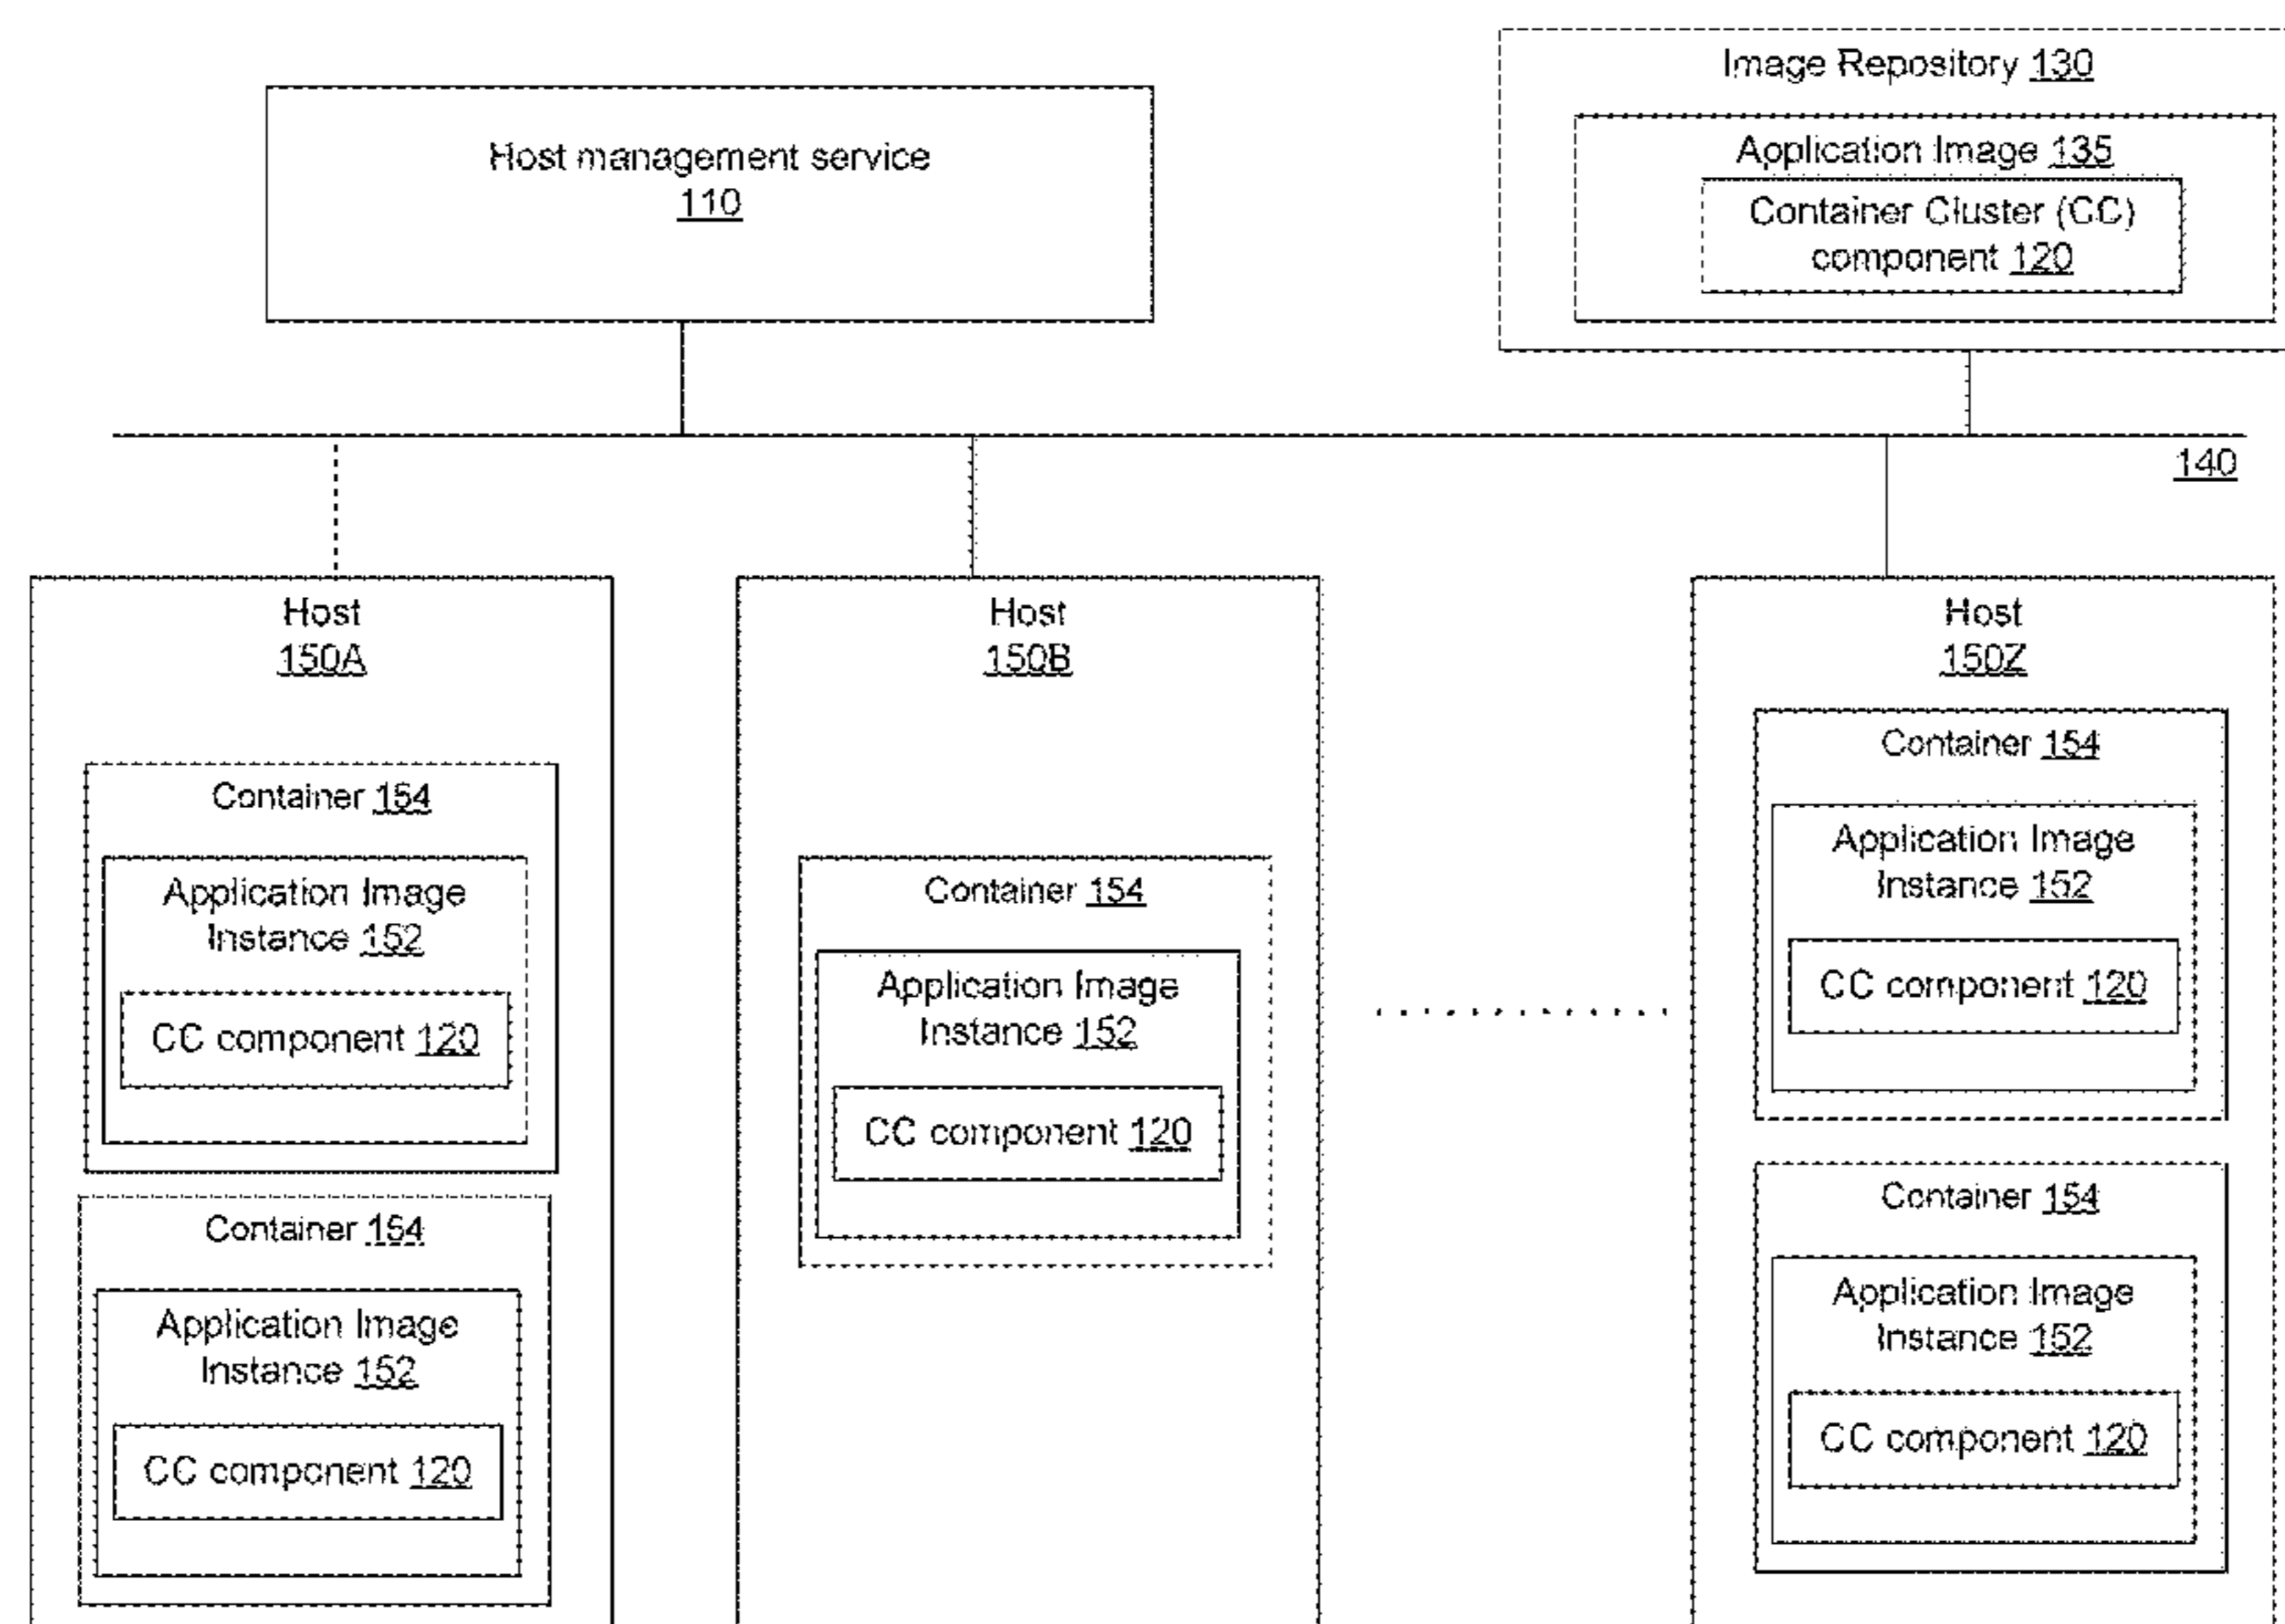 Host management service
110
Image Repository 130
Application Image 135
Container Cluster (CC)
component 120
140
Host
150A
Container 154
Application Image
Instance 152
CC component 120
Container 154
Application Image
Instance 152
CC component 120
Host
150B
Container 154
Application Image
Instance 152
CC component 120
Host
150Z
Container 154
Application Image
Instance 152
CC component 120
Container 154
Application Image
Instance 152
CC component 120